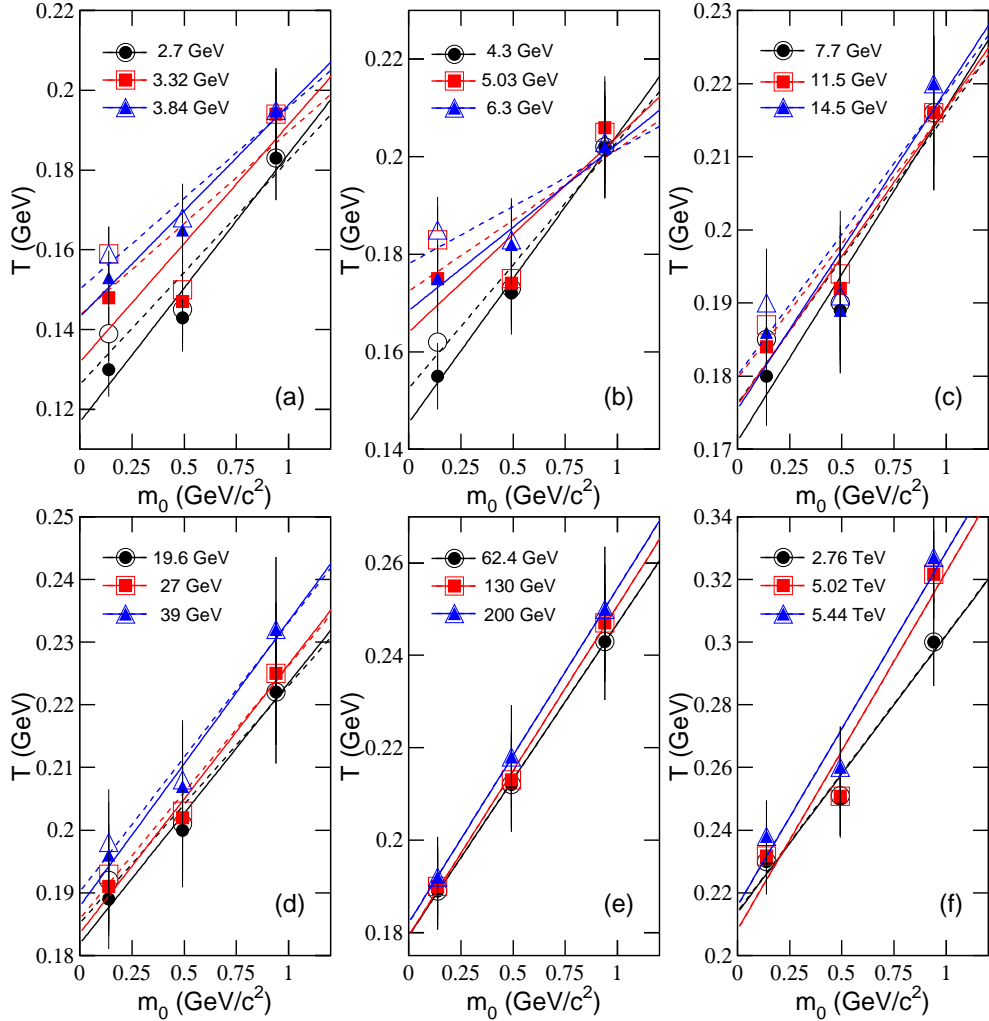 0.22
0.2
0.18
0.16
0.14
0.12
T (GeV)
2.7 GeV
3.32 GeV
3.84 GeV
(a)
0 0.25 0.5 0.75 1
m0 (GeV/c2)
0.22
0.2
0.18
0.16
0.14
T (GeV)
4.3 GeV
5.03 GeV
6.3 GeV
(b)
0 0.25 0.5 0.75 1
m0 (GeV/c2)
0.23
0.22
0.21
0.2
0.19
0.18
0.17
T (GeV)
7.7 GeV
11.5 GeV
14.5 GeV
(c)
0 0.25 0.5 0.75 1
m0 (GeV/c2)
0.25
0.24
0.23
0.22
0.21
0.2
0.19
0.18
T (GeV)
19.6 GeV
27 GeV
39 GeV
(d)
0 0.25 0.5 0.75 1
m0 (GeV/c2)
0.26
0.24
0.22
0.2
0.18
T (GeV)
62.4 GeV
130 GeV
200 GeV
(e)
0 0.25 0.5 0.75 1
m0 (GeV/c2)
0.34
0.32
0.3
0.28
0.26
0.24
0.22
0.2
T (GeV)
2.76 TeV
5.02 TeV
5.44 TeV
(f)
0 0.25 0.5 0.75 1
m0 (GeV/c2)